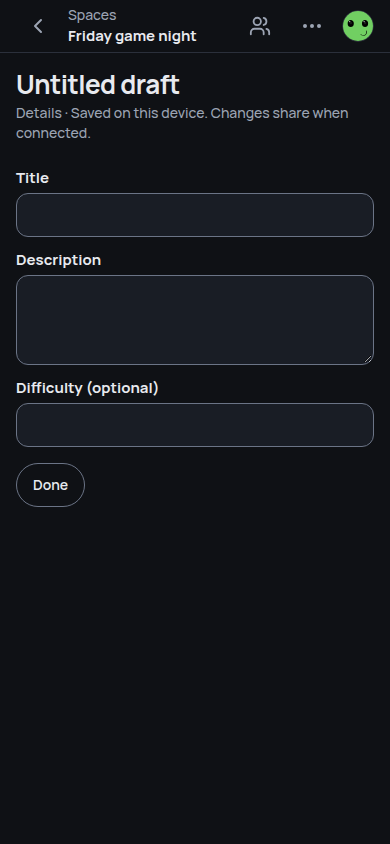 Spaces
Friday game night
Untitled draft
Details · Saved on this device. Changes share when
connected.
Title
Description
Difficulty (optional)
Done